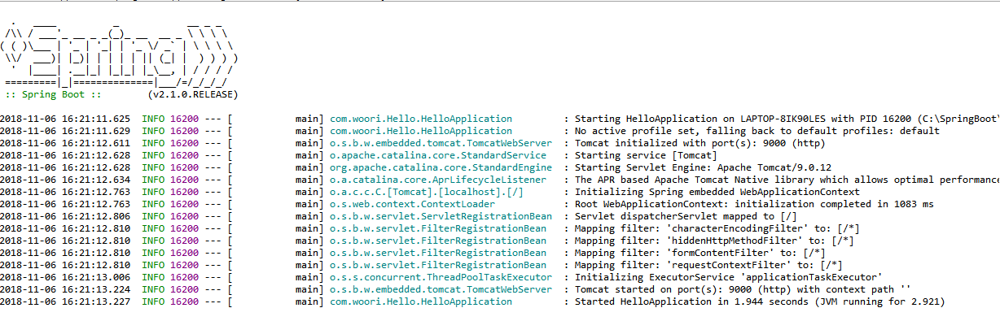 :: Spring Boot ::        (v2.1.0.RELEASE)
2018-11-06 16:21:11.625  INFO 16200 --- [           main] com.woori.Hello.HelloApplication         : Starting HelloApplication on LAPTOP-8IK90LES with PID 16200 (C:\SpringBoot\
2018-11-06 16:21:11.629  INFO 16200 --- [           main] com.woori.Hello.HelloApplication         : No active profile set, falling back to default profiles: default
2018-11-06 16:21:12.611  INFO 16200 --- [           main] o.s.b.w.embedded.tomcat.TomcatWebServer  : Tomcat initialized with port(s): 9000 (http)
2018-11-06 16:21:12.628  INFO 16200 --- [           main] o.apache.catalina.core.StandardService   : Starting service [Tomcat]
2018-11-06 16:21:12.628  INFO 16200 --- [           main] org.apache.catalina.core.StandardEngine  : Starting Servlet Engine: Apache Tomcat/9.0.12
2018-11-06 16:21:12.634  INFO 16200 --- [           main] o.a.catalina.core.AprLifecycleListener   : The APR based Apache Tomcat Native library which allows optimal performance
2018-11-06 16:21:12.763  INFO 16200 --- [           main] o.a.c.c.C.[Tomcat].[localhost].[/]       : Initializing Spring embedded WebApplicationContext
2018-11-06 16:21:12.763  INFO 16200 --- [           main] o.s.web.context.ContextLoader            : Root WebApplicationContext: initialization completed in 1083 ms
2018-11-06 16:21:12.806  INFO 16200 --- [           main] o.s.b.w.servlet.ServletRegistrationBean  : Servlet dispatcherServlet mapped to [/]
2018-11-06 16:21:12.810  INFO 16200 --- [           main] o.s.b.w.servlet.FilterRegistrationBean   : Mapping filter: 'characterEncodingFilter' to: [/*]
2018-11-06 16:21:12.810  INFO 16200 --- [           main] o.s.b.w.servlet.FilterRegistrationBean   : Mapping filter: 'hiddenHttpMethodFilter' to: [/*]
2018-11-06 16:21:12.810  INFO 16200 --- [           main] o.s.b.w.servlet.FilterRegistrationBean   : Mapping filter: 'formContentFilter' to: [/*]
2018-11-06 16:21:12.810  INFO 16200 --- [           main] o.s.b.w.servlet.FilterRegistrationBean   : Mapping filter: 'requestContextFilter' to: [/*]
2018-11-06 16:21:13.006  INFO 16200 --- [           main] o.s.s.concurrent.ThreadPoolTaskExecutor  : Initializing ExecutorService 'applicationTaskExecutor'
2018-11-06 16:21:13.224  INFO 16200 --- [           main] o.s.b.w.embedded.tomcat.TomcatWebServer  : Tomcat started on port(s): 9000 (http) with context path ''
2018-11-06 16:21:13.227  INFO 16200 --- [           main] com.woori.Hello.HelloApplication         : Started HelloApplication in 1.944 seconds (JVM running for 2.921)